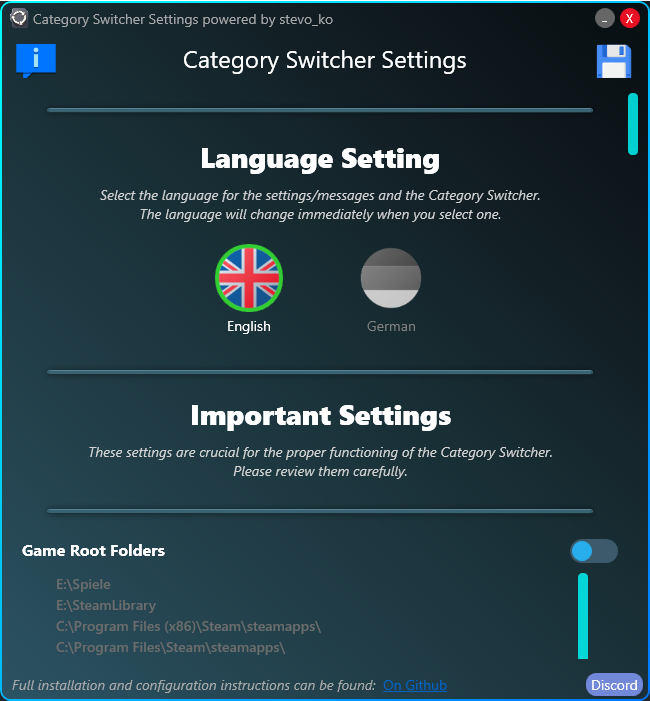 Category Switcher Settings powered by stevo_ko
X
i
Category Switcher Settings
Language Setting
Select the language for the settings/messages and the Category Switcher.
The language will change immediately when you select one.
English
German
Important Settings
These settings are crucial for the proper functioning of the Category Switcher.
Please review them carefully.
Game Root Folders
E:\Spiele
E:\SteamLibrary
C:\Program Files (x86)\Steam\steamapps\
C:\Program Files\Steam\steamapps\
Full installation and configuration instructions can be found: On Github
Discord